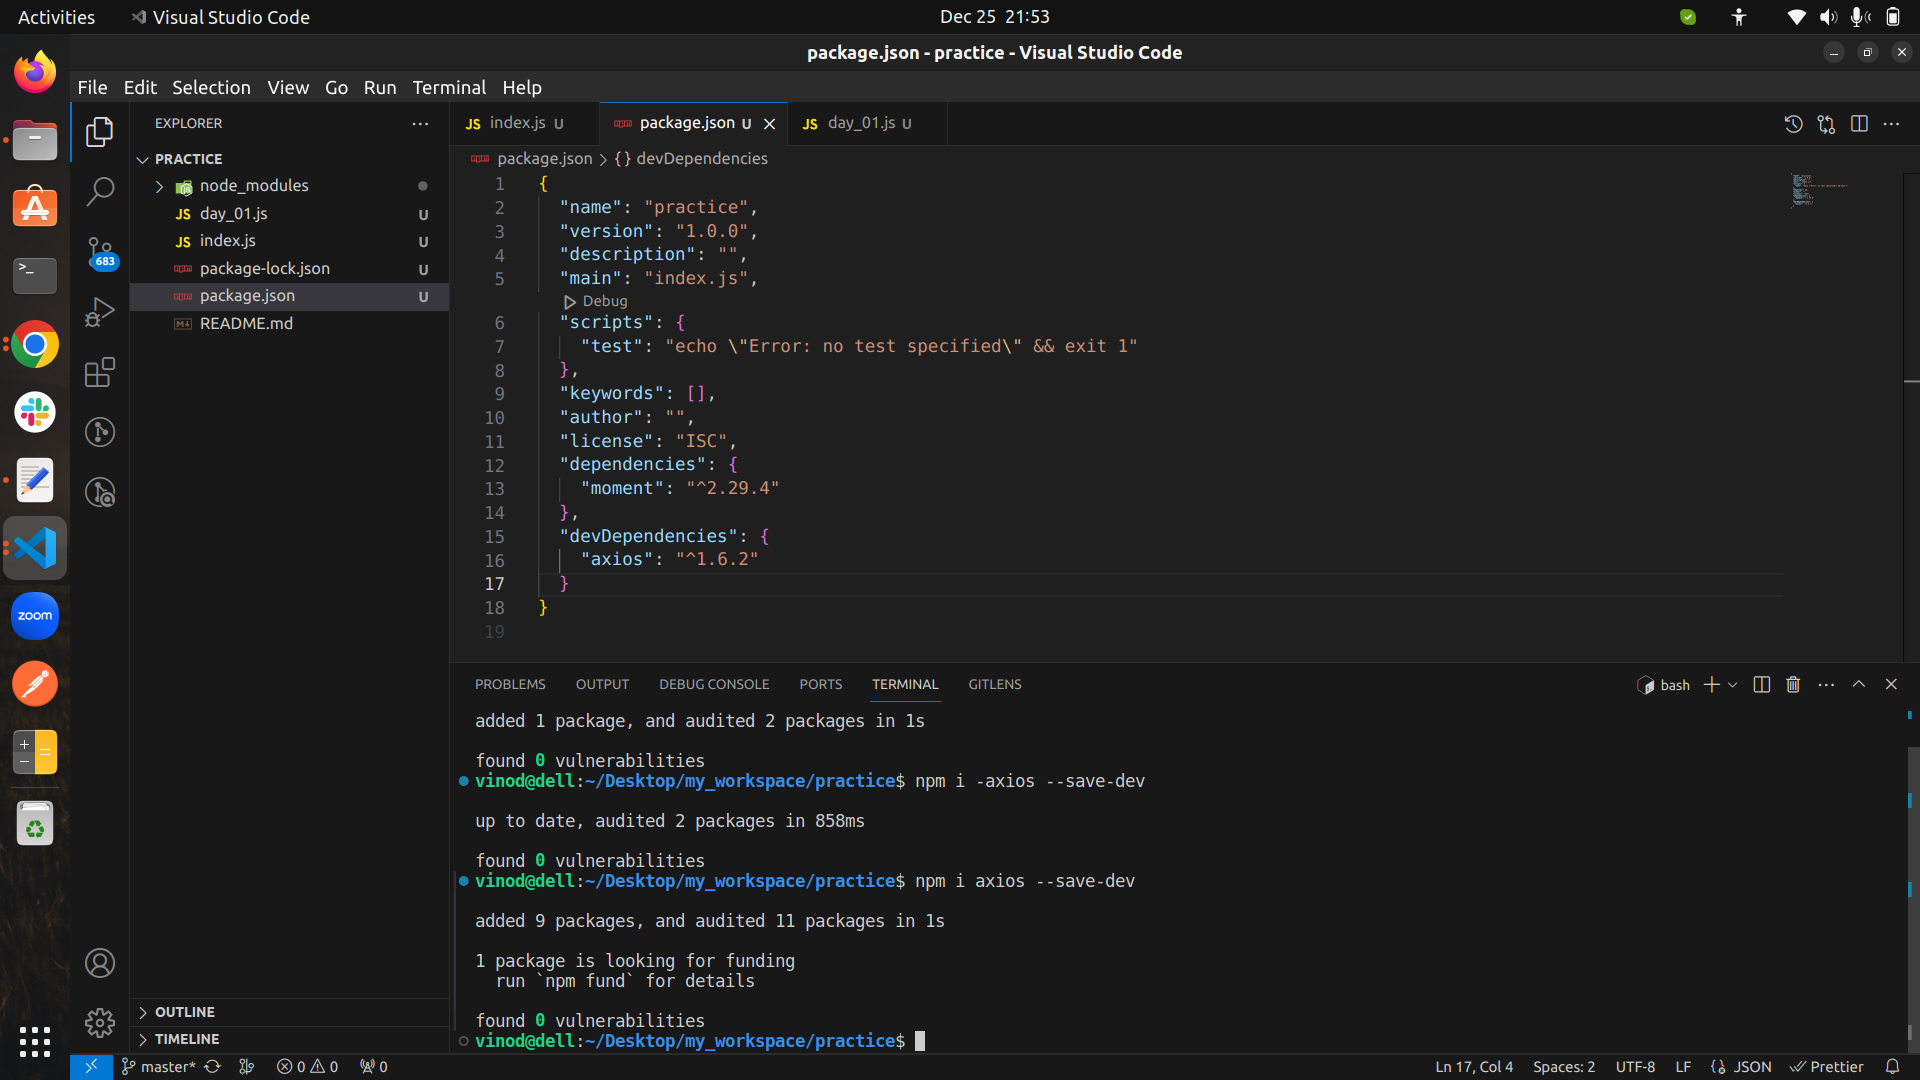 Activities Visual Studio Code Dec 25 21:53
package.json - practice - Visual Studio Code
File Edit Selection View Go Run Terminal Help
EXPLORER
PRACTICE
node_modules
JS day_01.js U
JS index.js U
package-lock.json U
package.json U
README.md
683
OUTLINE
TIMELINE
zoom
JS index.js U package.json U JS day_01.js U
package.json > {} devDependencies
1 {
2 "name": "practice",
3 "version": "1.0.0",
4 "description": "",
5 "main": "index.js",
Debug
6 "scripts": {
7 "test": "echo \"Error: no test specified\" && exit 1"
8 },
9 "keywords": [],
10 "author": "",
11 "license": "ISC",
12 "dependencies": {
13 "moment": "^2.29.4"
14 },
15 "devDependencies": {
16 "axios": "^1.6.2"
17 }
18 }
19
PROBLEMS OUTPUT DEBUG CONSOLE PORTS TERMINAL GITLENS
bash
added 1 package, and audited 2 packages in 1s
found 0 vulnerabilities
vinod@dell:~/Desktop/my_workspace/practice$ npm i -axios --save-dev
up to date, audited 2 packages in 858ms
found 0 vulnerabilities
vinod@dell:~/Desktop/my_workspace/practice$ npm i axios --save-dev
added 9 packages, and audited 11 packages in 1s
1 package is looking for funding
run `npm fund` for details
found 0 vulnerabilities
vinod@dell:~/Desktop/my_workspace/practice$
master* 0 0 0 Ln 17, Col 4 Spaces: 2 UTF-8 LF {} JSON Prettier